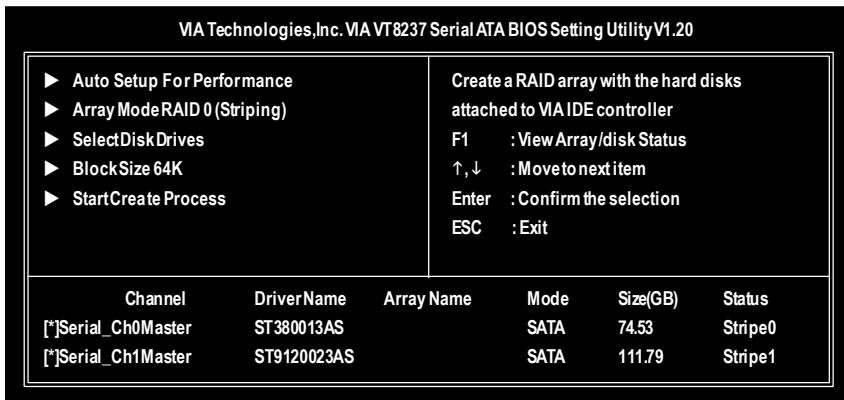 VIA Technologies,Inc. VIA VT8237 Serial ATA BIOS Setting Utility V1.20
▶ Auto Setup For Performance
▶ Array Mode RAID 0 (Striping)
▶ Select Disk Drives
▶ Block Size 64K
▶ Start Create Process
Create a RAID array with the hard disks
attached to VIA IDE controller
F1 : View Array/disk Status
↑,↓ : Move to next item
Enter : Confirm the selection
ESC : Exit
Channel Driver Name Array Name Mode Size(GB) Status
[*]Serial_Ch0 Master ST380013AS SATA 74.53 Stripe0
[*]Serial_Ch1 Master ST9120023AS SATA 111.79 Stripe1